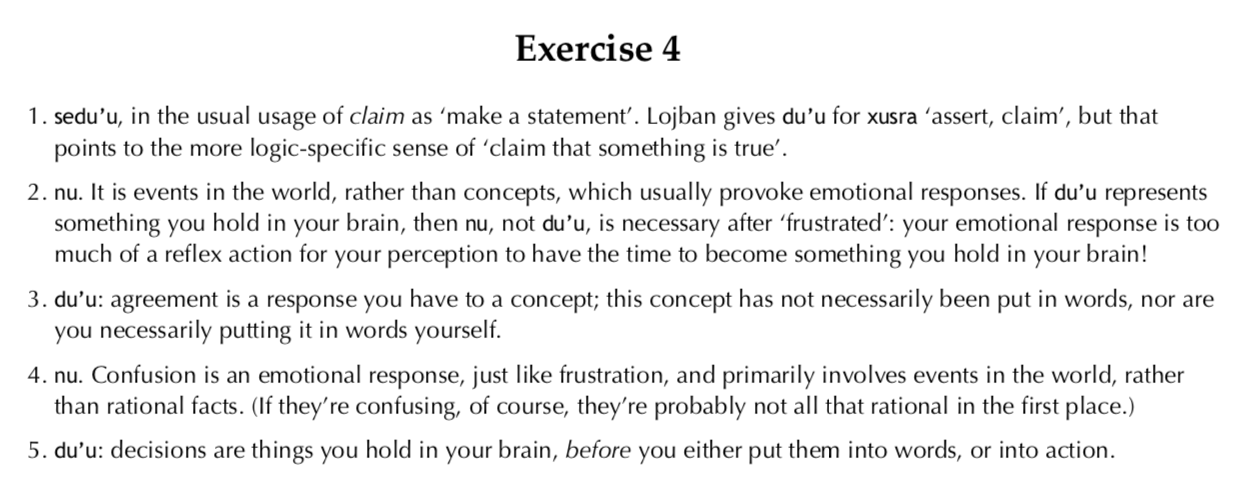 Exercise 4
1. sedu’u, in the usual usage of claim as ‘make a statement’. Lojban gives du’u for xusra ‘assert, claim’, but that
points to the more logic-specific sense of ‘claim that something is true’.
2. nu. It is events in the world, rather than concepts, which usually provoke emotional responses. If du’u represents
something you hold in your brain, then nu, not du’u, is necessary after ‘frustrated’: your emotional response is too
much of a reflex action for your perception to have the time to become something you hold in your brain!
3. du’u: agreement is a response you have to a concept; this concept has not necessarily been put in words, nor are
you necessarily putting it in words yourself.
4. nu. Confusion is an emotional response, just like frustration, and primarily involves events in the world, rather
than rational facts. (If they’re confusing, of course, they’re probably not all that rational in the first place.)
5. du’u: decisions are things you hold in your brain, before you either put them into words, or into action.